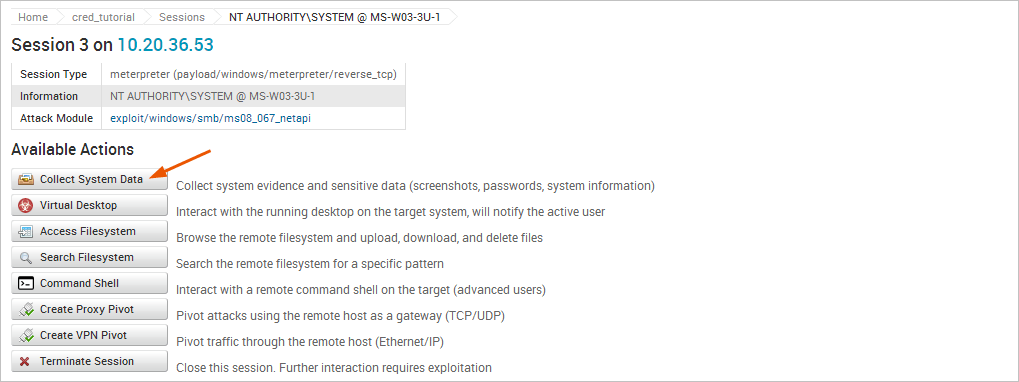 Home cred_tutorial Sessions NT AUTHORITY\SYSTEM @ MS-W03-3U-1
Session 3 on 10.20.36.53
Session Type meterpreter (payload/windows/meterpreter/reverse_tcp)
Information NT AUTHORITY\SYSTEM @ MS-W03-3U-1
Attack Module exploit/windows/smb/ms08_067_netapi
Available Actions
Collect System Data Collect system evidence and sensitive data (screenshots, passwords, system information)
Virtual Desktop Interact with the running desktop on the target system, will notify the active user
Access Filesystem Browse the remote filesystem and upload, download, and delete files
Search Filesystem Search the remote filesystem for a specific pattern
Command Shell Interact with a remote command shell on the target (advanced users)
Create Proxy Pivot Pivot attacks using the remote host as a gateway (TCP/UDP)
Create VPN Pivot Pivot traffic through the remote host (Ethernet/IP)
Terminate Session Close this session. Further interaction requires exploitation